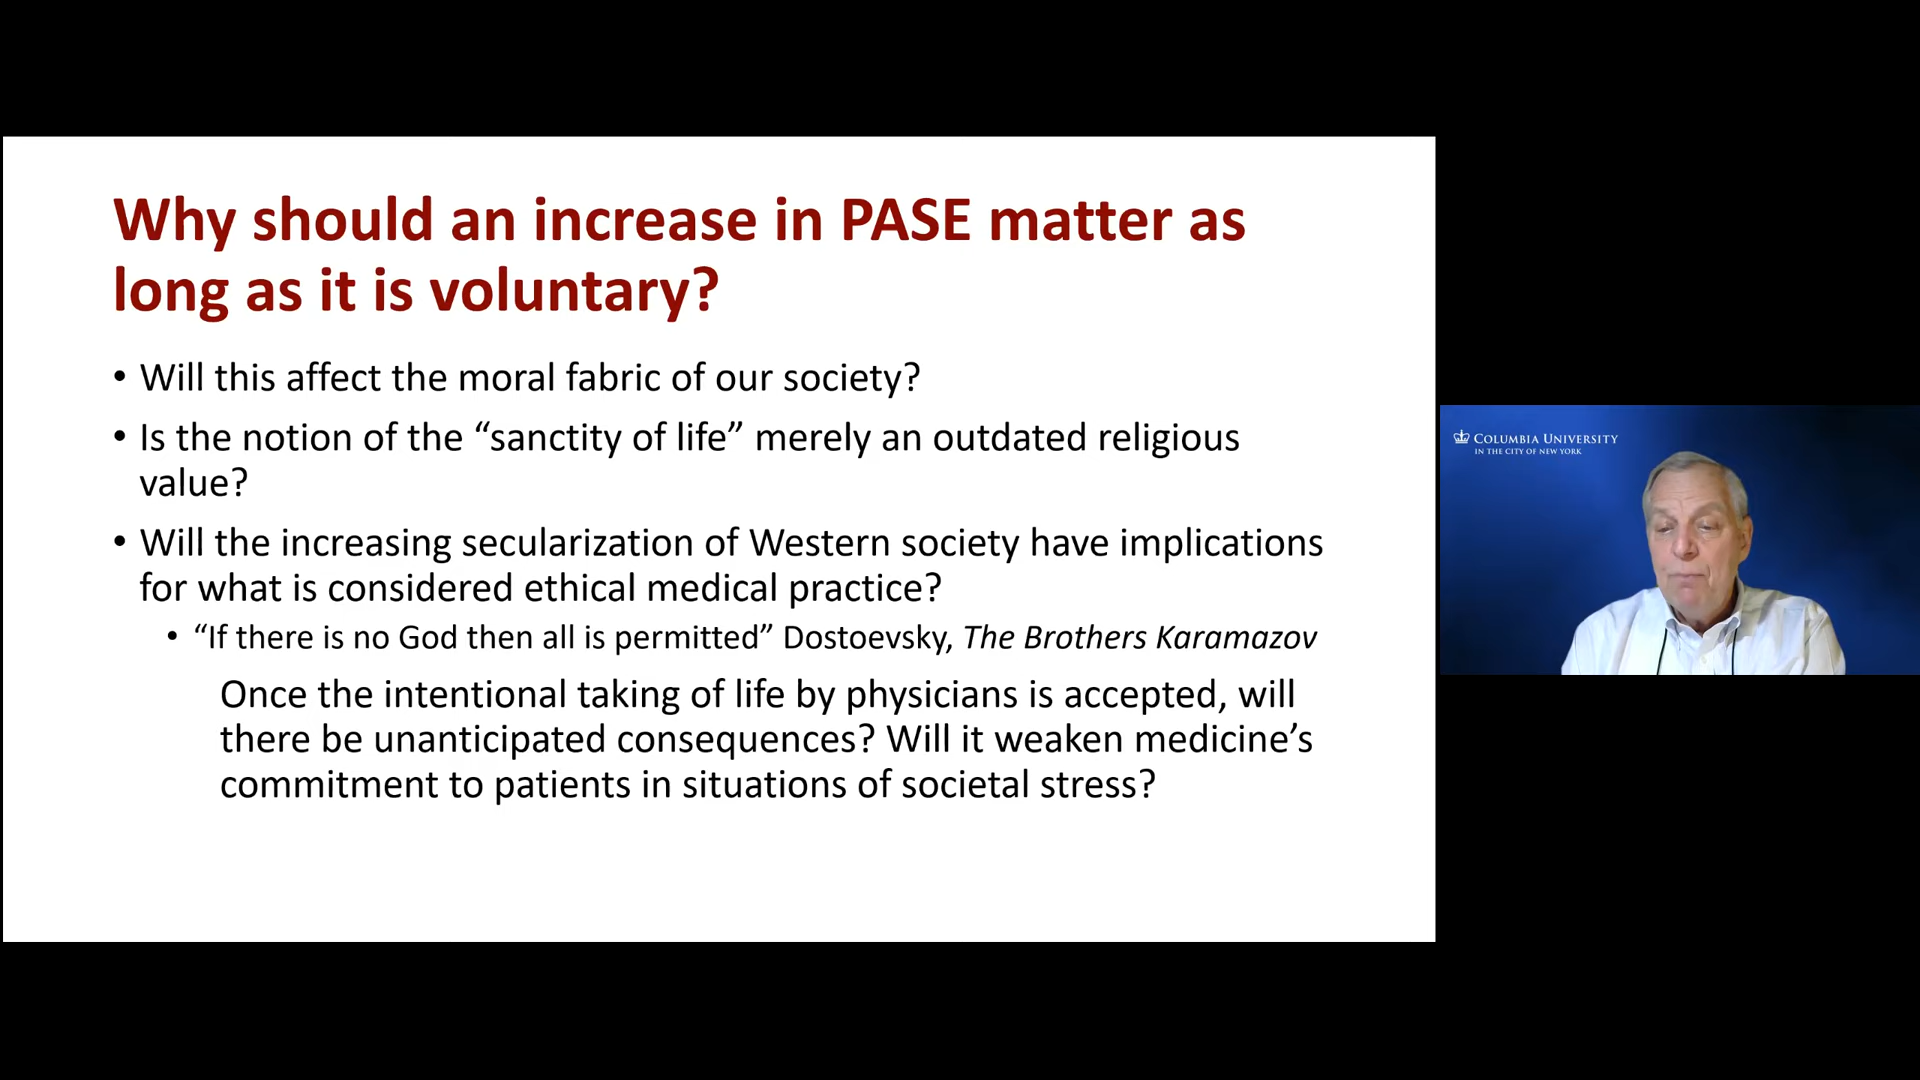 Why should an increase in PASE matter as
long as it is voluntary?
• Will this affect the moral fabric of our society?
• Is the notion of the “sanctity of life” merely an outdated religious
value?
• Will the increasing secularization of Western society have implications
for what is considered ethical medical practice?
• “If there is no God then all is permitted” Dostoevsky, The Brothers Karamazov
Once the intentional taking of life by physicians is accepted, will
there be unanticipated consequences? Will it weaken medicine’s
commitment to patients in situations of societal stress?
COLUMBIA UNIVERSITY
IN THE CITY OF NEW YORK